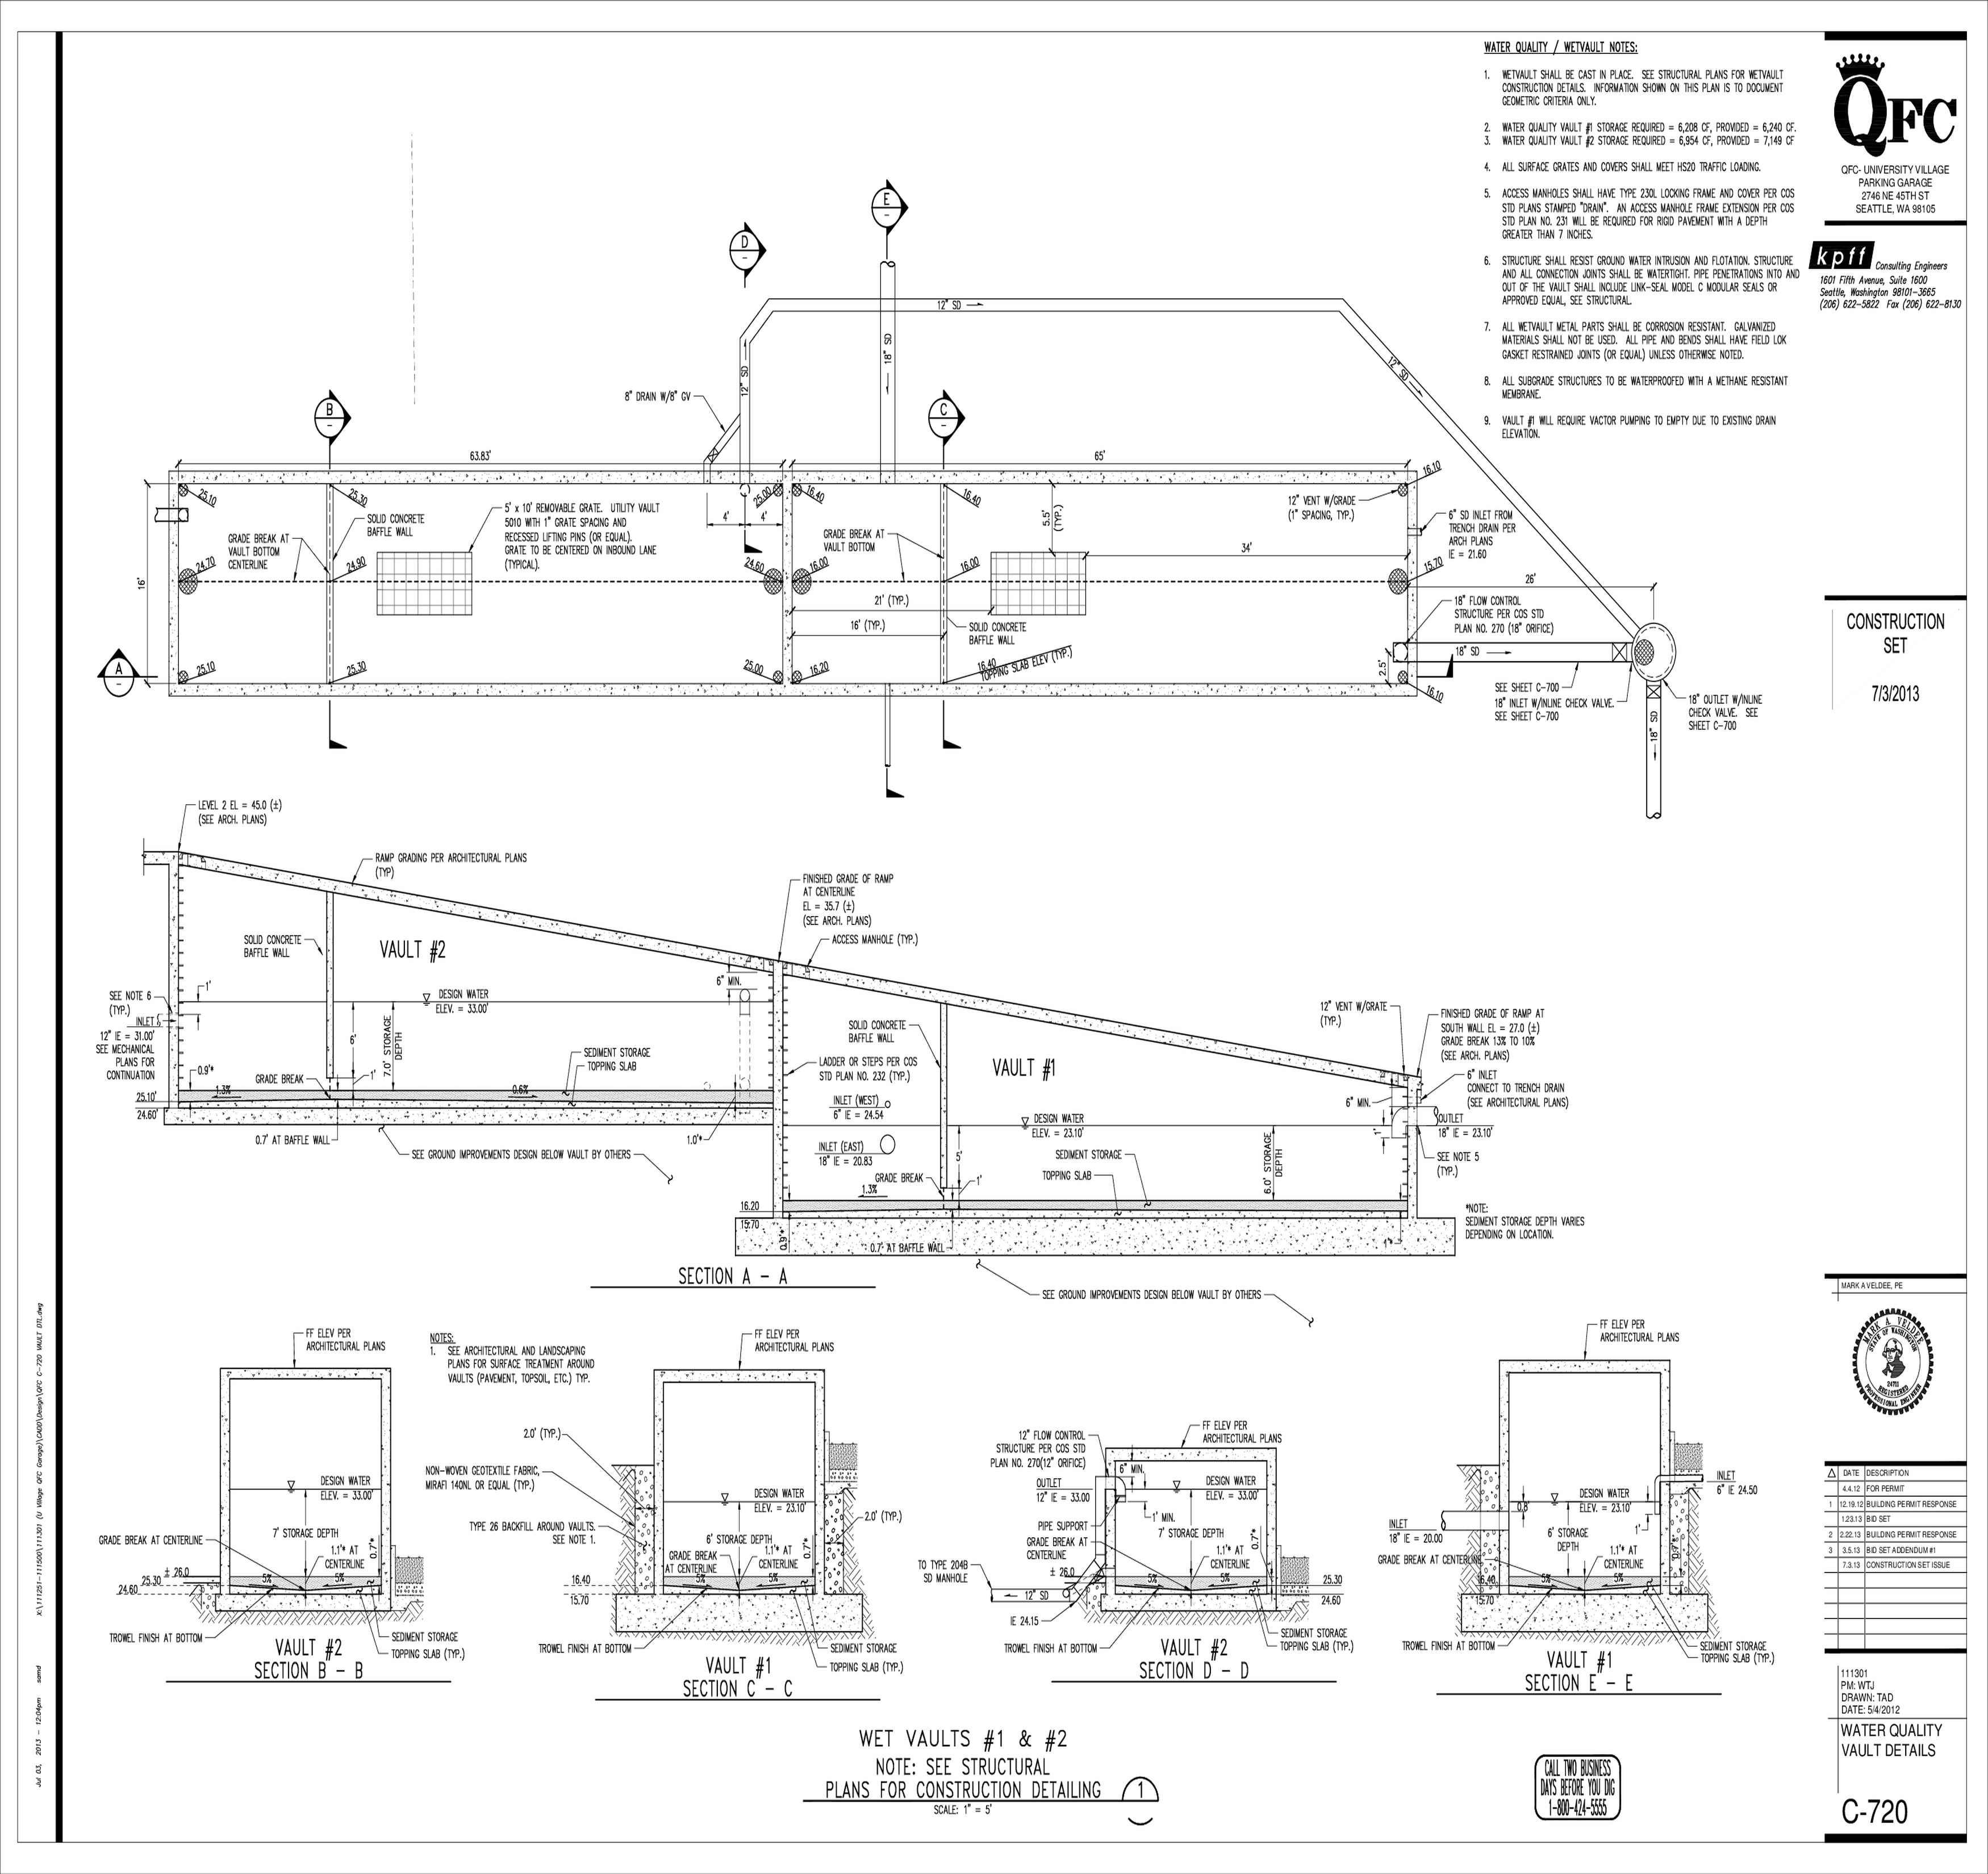 WATER QUALITY / WETVAULT NOTES:
1. WETVAULT SHALL BE CAST IN PLACE. SEE STRUCTURAL PLANS FOR WETVAULT
CONSTRUCTION DETAILS. INFORMATION SHOWN ON THIS PLAN IS TO DOCUMENT
GEOMETRIC CRITERIA ONLY.
2. WATER QUALITY VAULT #1 STORAGE REQUIRED = 6,208 CF, PROVIDED = 6,240 CF.
3. WATER QUALITY VAULT #2 STORAGE REQUIRED = 6,954 CF, PROVIDED = 7,149 CF
4. ALL SURFACE GRATES AND COVERS SHALL MEET HS20 TRAFFIC LOADING.
5. ACCESS MANHOLES SHALL HAVE TYPE 230L LOCKING FRAME AND COVER PER COS
STD PLANS STAMPED "DRAIN". AN ACCESS MANHOLE FRAME EXTENSION PER COS
STD PLAN NO. 231 WILL BE REQUIRED FOR RIGID PAVEMENT WITH A DEPTH
GREATER THAN 7 INCHES.
6. STRUCTURE SHALL RESIST GROUND WATER INTRUSION AND FLOTATION. STRUCTURE
AND ALL CONNECTION JOINTS SHALL BE WATERTIGHT. PIPE PENETRATIONS INTO AND
OUT OF THE VAULT SHALL INCLUDE LINK-SEAL MODEL C MODULAR SEALS OR
APPROVED EQUAL, SEE STRUCTURAL.
7. ALL WETVAULT METAL PARTS SHALL BE CORROSION RESISTANT. GALVANIZED
MATERIALS SHALL NOT BE USED. ALL PIPE AND BENDS SHALL HAVE FIELD LOK
GASKET RESTRAINED JOINTS (OR EQUAL) UNLESS OTHERWISE NOTED.
8. ALL SUBGRADE STRUCTURES TO BE WATERPROOFED WITH A METHANE RESISTANT
MEMBRANE.
9. VAULT #1 WILL REQUIRE VACTOR PUMPING TO EMPTY DUE TO EXISTING DRAIN
ELEVATION.
QFC
QFC- UNIVERSITY VILLAGE
PARKING GARAGE
2746 NE 45TH ST
SEATTLE, WA 98105
kpff Consulting Engineers
1601 Fifth Avenue, Suite 1600
Seattle, Washington 98101-3665
(206) 622-5822 Fax (206) 622-8130
CONSTRUCTION
SET
7/3/2013
E
-
D
-
B
-
C
-
A
-
12" SD
12" SD
18" SD
12" SD
8" DRAIN W/8" GV
63.83'
65'
16'
25.10
25.30
25.00
16.40
16.40
16.10
SOLID CONCRETE
BAFFLE WALL
5' x 10' REMOVABLE GRATE. UTILITY VAULT
5010 WITH 1" GRATE SPACING AND
RECESSED LIFTING PINS (OR EQUAL).
GRATE TO BE CENTERED ON INBOUND LANE
(TYPICAL).
GRADE BREAK AT
VAULT BOTTOM
CENTERLINE
4'
4'
GRADE BREAK AT
VAULT BOTTOM
5.5'
(TYP.)
12" VENT W/GRADE
(1" SPACING, TYP.)
6" SD INLET FROM
TRENCH DRAIN PER
ARCH PLANS
IE = 21.60
34'
24.70
24.90
24.60
16.00
16.00
15.70
26'
21' (TYP.)
16' (TYP.)
SOLID CONCRETE
BAFFLE WALL
18" FLOW CONTROL
STRUCTURE PER COS STD
PLAN NO. 270 (18" ORIFICE)
18" SD
2.5'
25.10
25.30
25.00
16.20
16.40
TOPPING SLAB ELEV (TYP.)
16.10
SEE SHEET C-700
18" INLET W/INLINE CHECK VALVE.
SEE SHEET C-700
18" SD
18" OUTLET W/INLINE
CHECK VALVE. SEE
SHEET C-700
LEVEL 2 EL = 45.0 (±)
(SEE ARCH. PLANS)
RAMP GRADING PER ARCHITECTURAL PLANS
(TYP)
FINISHED GRADE OF RAMP
AT CENTERLINE
EL = 35.7 (±)
(SEE ARCH. PLANS)
ACCESS MANHOLE (TYP.)
SOLID CONCRETE
BAFFLE WALL
VAULT #2
6" MIN.
SEE NOTE 6
(TYP.)
INLET
12" IE = 31.00'
SEE MECHANICAL
PLANS FOR
CONTINUATION
1'
DESIGN WATER
ELEV. = 33.00'
6'
7.0' STORAGE
DEPTH
1'
0.9'*
GRADE BREAK
SEDIMENT STORAGE
TOPPING SLAB
1.3%
0.6%
25.10'
24.60'
0.7' AT BAFFLE WALL
1.0'*
SEE GROUND IMPROVEMENTS DESIGN BELOW VAULT BY OTHERS
SOLID CONCRETE
BAFFLE WALL
LADDER OR STEPS PER COS
STD PLAN NO. 232 (TYP.)
VAULT #1
INLET (WEST)
6" IE = 24.54
INLET (EAST)
18" IE = 20.83
DESIGN WATER
ELEV. = 23.10'
5'
1'
GRADE BREAK
SEDIMENT STORAGE
TOPPING SLAB
6.0' STORAGE
DEPTH
1.3%
16.20
15.70
0.9'*
0.7' AT BAFFLE WALL
1'*
12" VENT W/GRATE
(TYP.)
FINISHED GRADE OF RAMP AT
SOUTH WALL EL = 27.0 (±)
GRADE BREAK 13% TO 10%
(SEE ARCH. PLANS)
6" INLET
CONNECT TO TRENCH DRAIN
(SEE ARCHITECTURAL PLANS)
6" MIN.
1'
OUTLET
18" IE = 23.10'
SEE NOTE 5
(TYP.)
*NOTE:
SEDIMENT STORAGE DEPTH VARIES
DEPENDING ON LOCATION.
SECTION A - A
SEE GROUND IMPROVEMENTS DESIGN BELOW VAULT BY OTHERS
FF ELEV PER
ARCHITECTURAL PLANS
DESIGN WATER
ELEV. = 33.00'
7' STORAGE DEPTH
GRADE BREAK AT CENTERLINE
1.1'* AT
CENTERLINE
0.7'*
± 26.0
25.30
24.60
5%
5%
TROWEL FINISH AT BOTTOM
SEDIMENT STORAGE
TOPPING SLAB (TYP.)
VAULT #2
SECTION B - B
NOTES:
1. SEE ARCHITECTURAL AND LANDSCAPING
PLANS FOR SURFACE TREATMENT AROUND
VAULTS (PAVEMENT, TOPSOIL, ETC.) TYP.
FF ELEV PER
ARCHITECTURAL PLANS
2.0' (TYP.)
NON-WOVEN GEOTEXTILE FABRIC,
MIRAFI 140NL OR EQUAL (TYP.)
TYPE 26 BACKFILL AROUND VAULTS.
SEE NOTE 1.
DESIGN WATER
ELEV. = 23.10'
2.0' (TYP.)
6' STORAGE DEPTH
GRADE BREAK
AT CENTERLINE
1.1'* AT
CENTERLINE
0.7'*
16.40
15.70
5%
5%
TROWEL FINISH AT BOTTOM
SEDIMENT STORAGE
TOPPING SLAB (TYP.)
VAULT #1
SECTION C - C
FF ELEV PER
ARCHITECTURAL PLANS
12" FLOW CONTROL
STRUCTURE PER COS STD
PLAN NO. 270(12" ORIFICE)
6" MIN.
OUTLET
12" IE = 33.00
DESIGN WATER
ELEV. = 33.00'
1' MIN.
PIPE SUPPORT
7' STORAGE DEPTH
GRADE BREAK AT
CENTERLINE
1.1'* AT
CENTERLINE
0.7'*
TO TYPE 204B
SD MANHOLE
± 26.0
12" SD
IE 24.15
5%
5%
25.30
24.60
TROWEL FINISH AT BOTTOM
SEDIMENT STORAGE
TOPPING SLAB (TYP.)
VAULT #2
SECTION D - D
FF ELEV PER
ARCHITECTURAL PLANS
INLET
6" IE 24.50
DESIGN WATER
ELEV. = 23.10'
0.8'
1'
INLET
18" IE = 20.00
6' STORAGE
DEPTH
GRADE BREAK AT CENTERLINE
1.1'* AT
CENTERLINE
16.40
15.70
5%
5%
TROWEL FINISH AT BOTTOM
SEDIMENT STORAGE
TOPPING SLAB (TYP.)
VAULT #1
SECTION E - E
WET VAULTS #1 & #2
NOTE: SEE STRUCTURAL
PLANS FOR CONSTRUCTION DETAILING
1
SCALE: 1" = 5'
CALL TWO BUSINESS
DAYS BEFORE YOU DIG
1-800-424-5555
MARK A VELDEE, PE
MARK A VELDEE
STATE OF WASHINGTON
24711
REGISTERED
PROFESSIONAL ENGINEER
DATE DESCRIPTION
4.4.12 FOR PERMIT
1 12.19.12 BUILDING PERMIT RESPONSE
1.23.13 BID SET
2 2.22.13 BUILDING PERMIT RESPONSE
3 3.5.13 BID SET ADDENDUM #1
7.3.13 CONSTRUCTION SET ISSUE
111301
PM: WTJ
DRAWN: TAD
DATE: 5/4/2012
WATER QUALITY
VAULT DETAILS
C-720
X:\111251-111500\111301 (U Village QFC Garage)\CADD\Design\QFC C-720 VAULT DTL.dwg
Jul 03, 2013 - 12:04pm samd